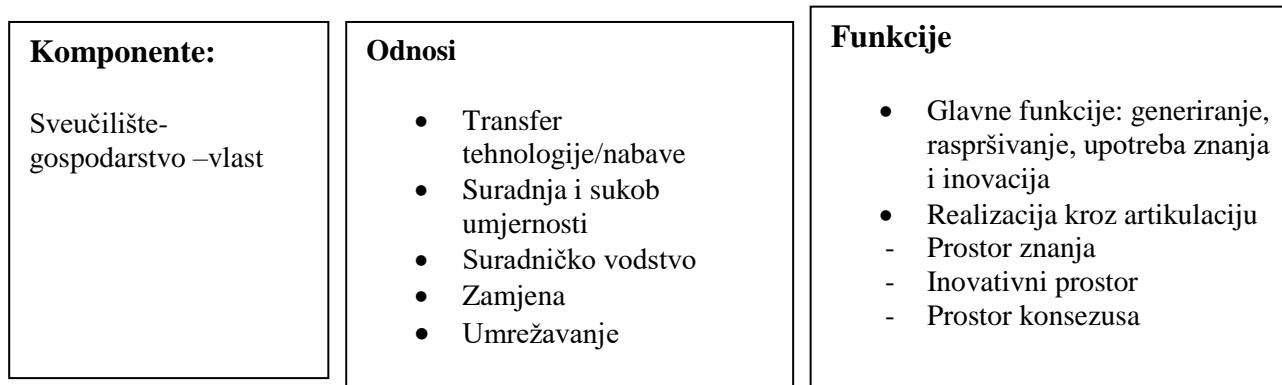 Komponente:
Sveučilište-
gospodarstvo –vlast
Odnosi
• Transfer
tehnologije/nabave
• Suradnja i sukob
umjernosti
• Suradničko vodstvo
• Zamjena
• Umrežavanje
Funkcije
• Glavne funkcije: generiranje,
raspršivanje, upotreba znanja
i inovacija
• Realizacija kroz artikulaciju
- Prostor znanja
- Inovativni prostor
- Prostor konsezusa